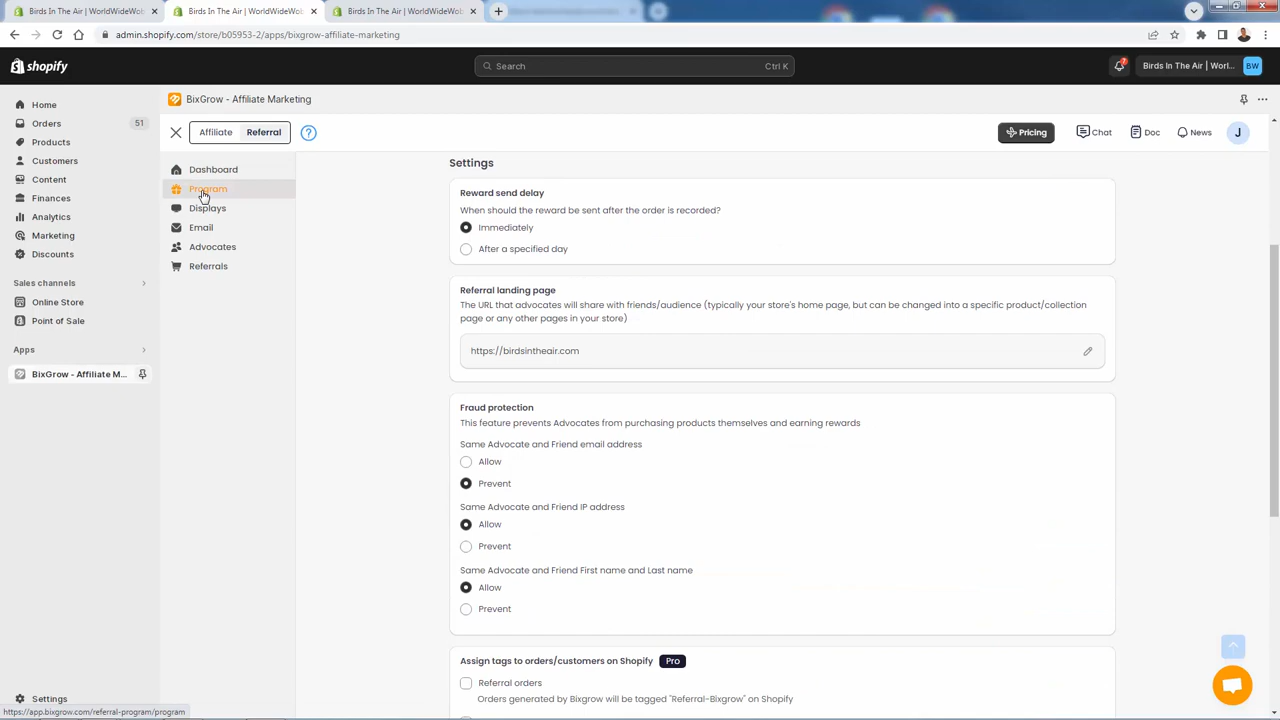 Birds In The Air | WorldWideWob
Birds In The Air | WorldWideWob
Birds In The Air | WorldWideWob
admin.shopify.com/store/b05953-2/apps/bixgrow-affiliate-marketing
shopify
Search
Ctrl K
7
Birds In The Air | Worl...
BW
Home
Orders
51
Products
Customers
Content
Finances
Analytics
Marketing
Discounts
Sales channels
Online Store
Point of Sale
Apps
BixGrow - Affiliate M...
Settings
BixGrow - Affiliate Marketing
Affiliate
Referral
?
Pricing
Chat
Doc
News
J
Dashboard
Program
Displays
Email
Advocates
Referrals
Settings
Reward send delay
When should the reward be sent after the order is recorded?
Immediately
After a specified day
Referral landing page
The URL that advocates will share with friends/audience (typically your store's home page, but can be changed into a specific product/collection
page or any other pages in your store)
https://birdsintheair.com
Fraud protection
This feature prevents Advocates from purchasing products themselves and earning rewards
Same Advocate and Friend email address
Allow
Prevent
Same Advocate and Friend IP address
Allow
Prevent
Same Advocate and Friend First name and Last name
Allow
Prevent
Assign tags to orders/customers on Shopify
Pro
Referral orders
Orders generated by Bixgrow will be tagged "Referral-Bixgrow" on Shopify
https://app.bixgrow.com/referral-program/program